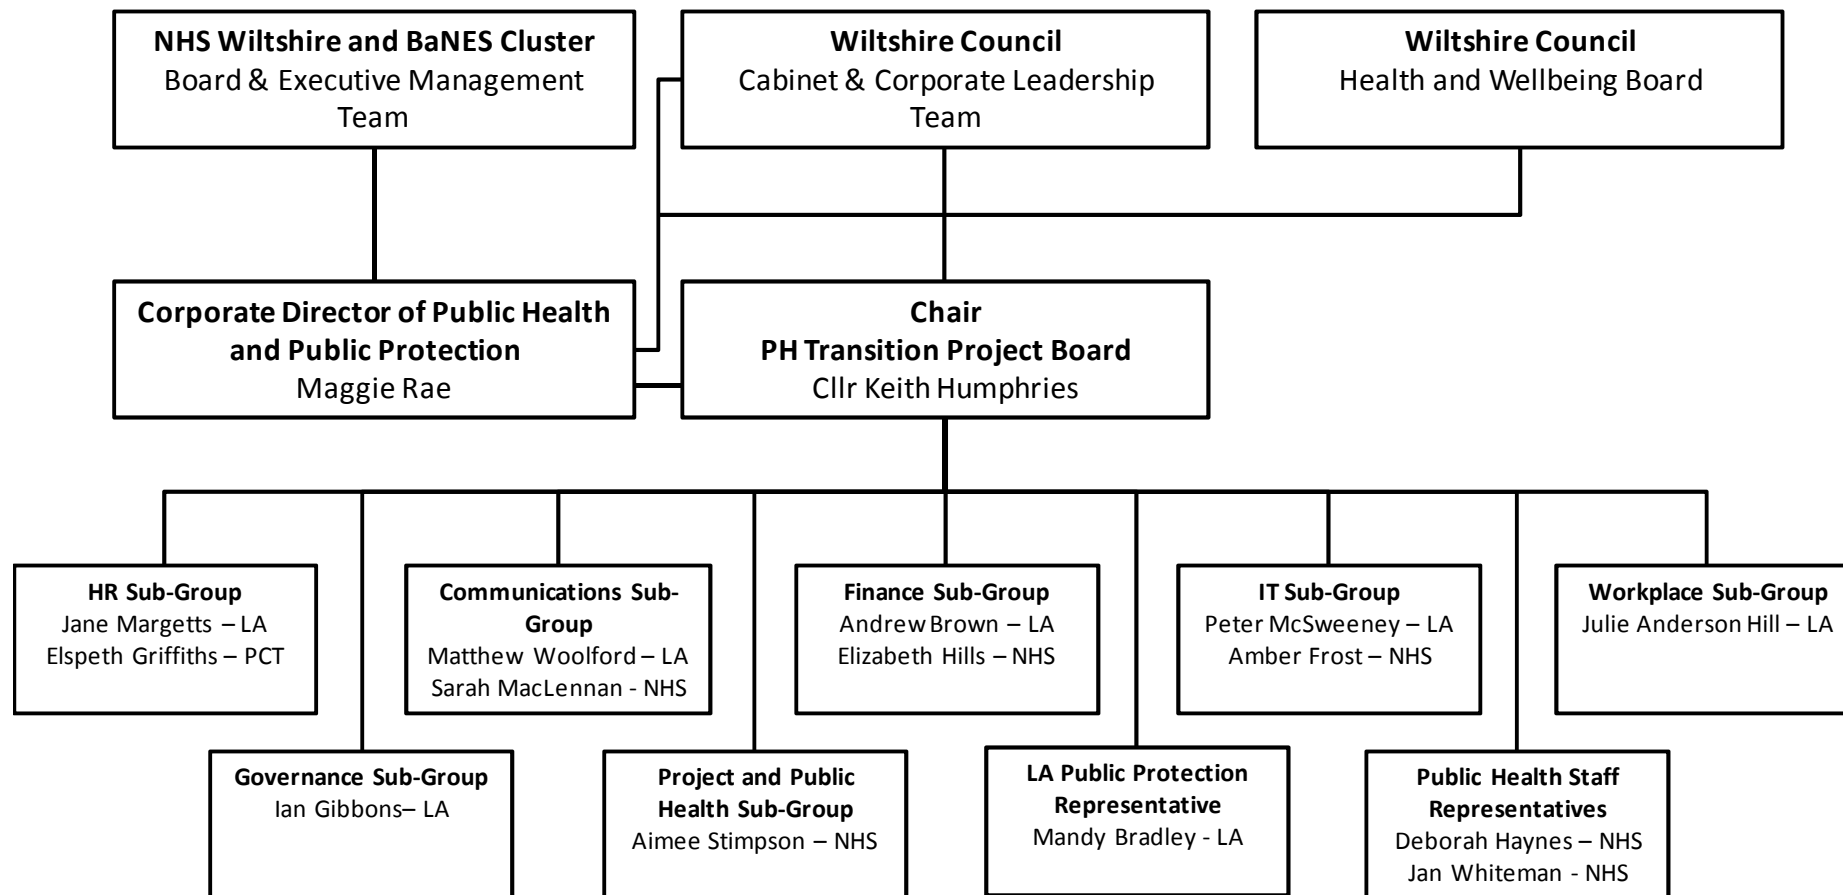 NHS Wiltshire and BaNES Cluster
Board & Executive Management
Team
Wiltshire Council
Cabinet & Corporate Leadership
Team
Wiltshire Council
Health and Wellbeing Board
Corporate Director of Public Health
and Public Protection
Maggie Rae
Chair
PH Transition Project Board
Cllr Keith Humphries
HR Sub-Group
Jane Margetts – LA
Elspeth Griffiths – PCT
Communications Sub-
Group
Matthew Woolford – LA
Sarah MacLennan - NHS
Finance Sub-Group
Andrew Brown – LA
Elizabeth Hills – NHS
IT Sub-Group
Peter McSweeney – LA
Amber Frost – NHS
Workplace Sub-Group
Julie Anderson Hill – LA
Governance Sub-Group
Ian Gibbons– LA
Project and Public
Health Sub-Group
Aimee Stimpson – NHS
LA Public Protection
Representative
Mandy Bradley - LA
Public Health Staff
Representatives
Deborah Haynes – NHS
Jan Whiteman - NHS